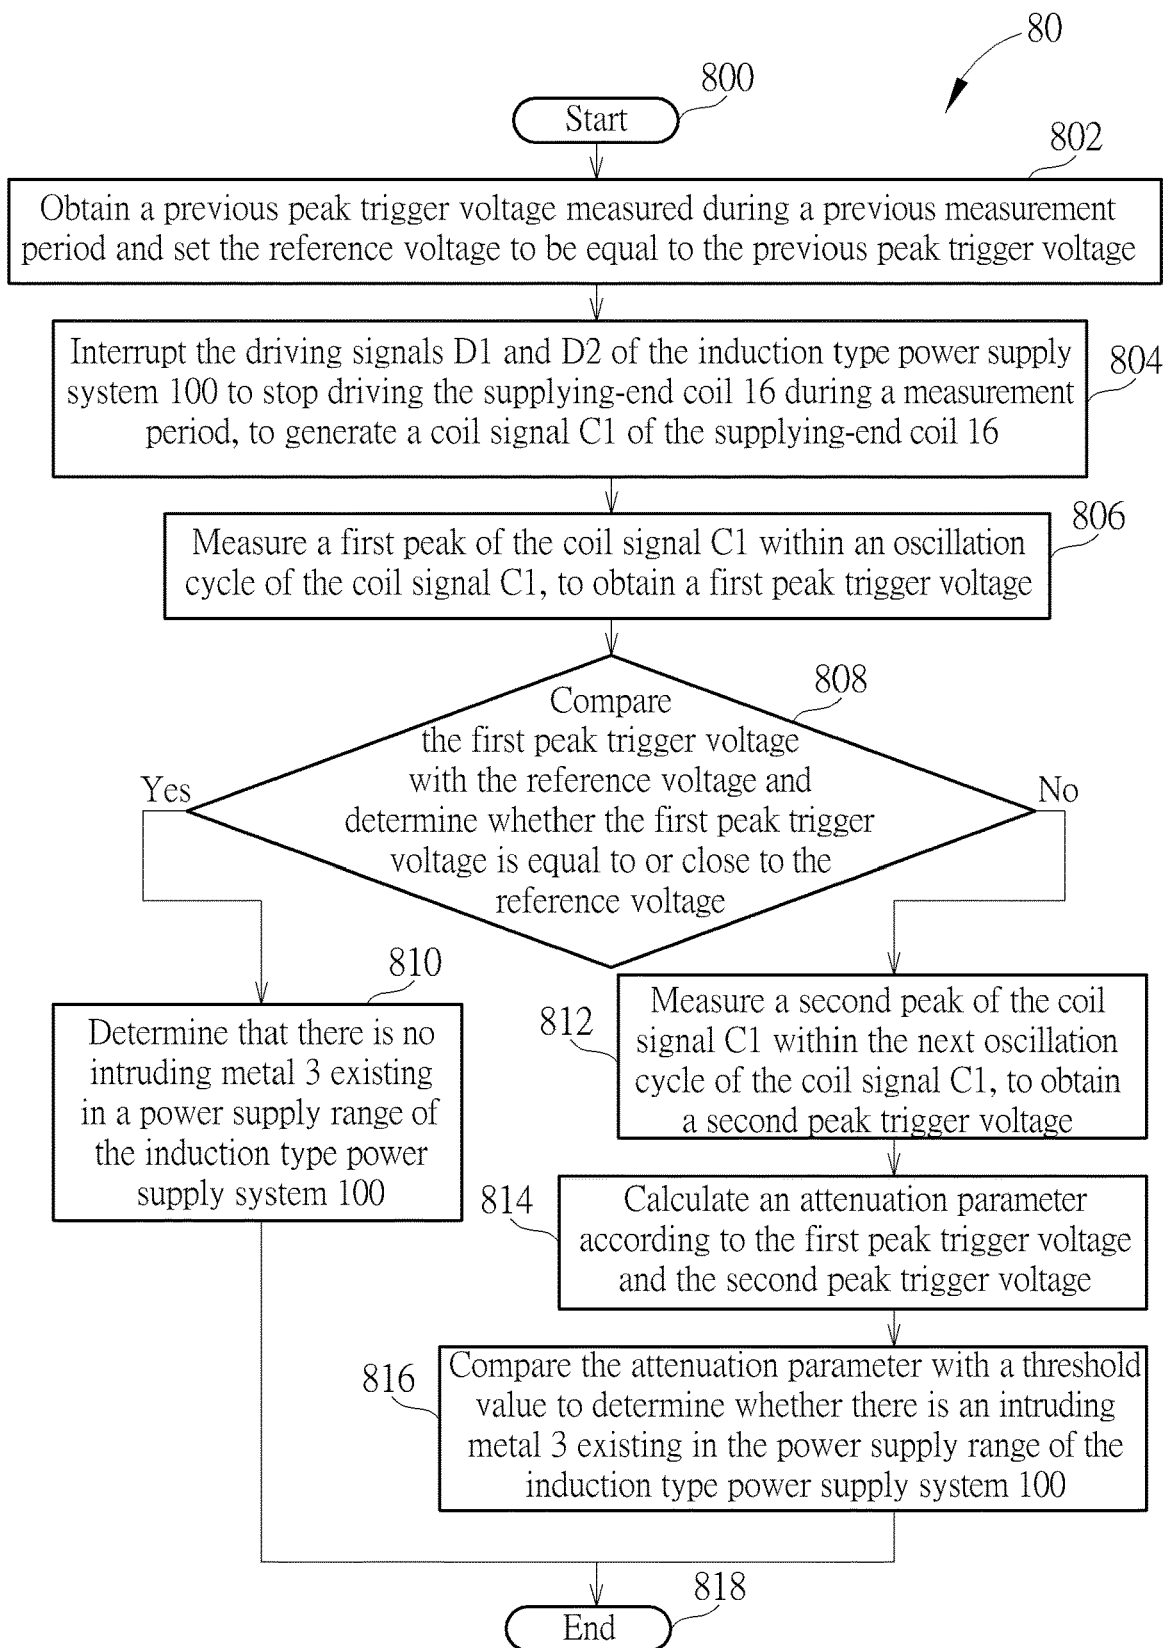 80
800
Start
802
Obtain a previous peak trigger voltage measured during a previous measurement
period and set the reference voltage to be equal to the previous peak trigger voltage
Interrupt the driving signals D1 and D2 of the induction type power supply
system 100 to stop driving the supplying-end coil 16 during a measurement
period, to generate a coil signal C1 of the supplying-end coil 16
804
806
Measure a first peak of the coil signal C1 within an oscillation
cycle of the coil signal C1, to obtain a first peak trigger voltage
808
Compare
the first peak trigger voltage
with the reference voltage and
determine whether the first peak trigger
voltage is equal to or close to the
reference voltage
Yes
No
810
Determine that there is no
intruding metal 3 existing
in a power supply range of
the induction type power
supply system 100
812
Measure a second peak of the coil
signal C1 within the next oscillation
cycle of the coil signal C1, to obtain
a second peak trigger voltage
814
Calculate an attenuation parameter
according to the first peak trigger voltage
and the second peak trigger voltage
816
Compare the attenuation parameter with a threshold
value to determine whether there is an intruding
metal 3 existing in the power supply range of the
induction type power supply system 100
818
End